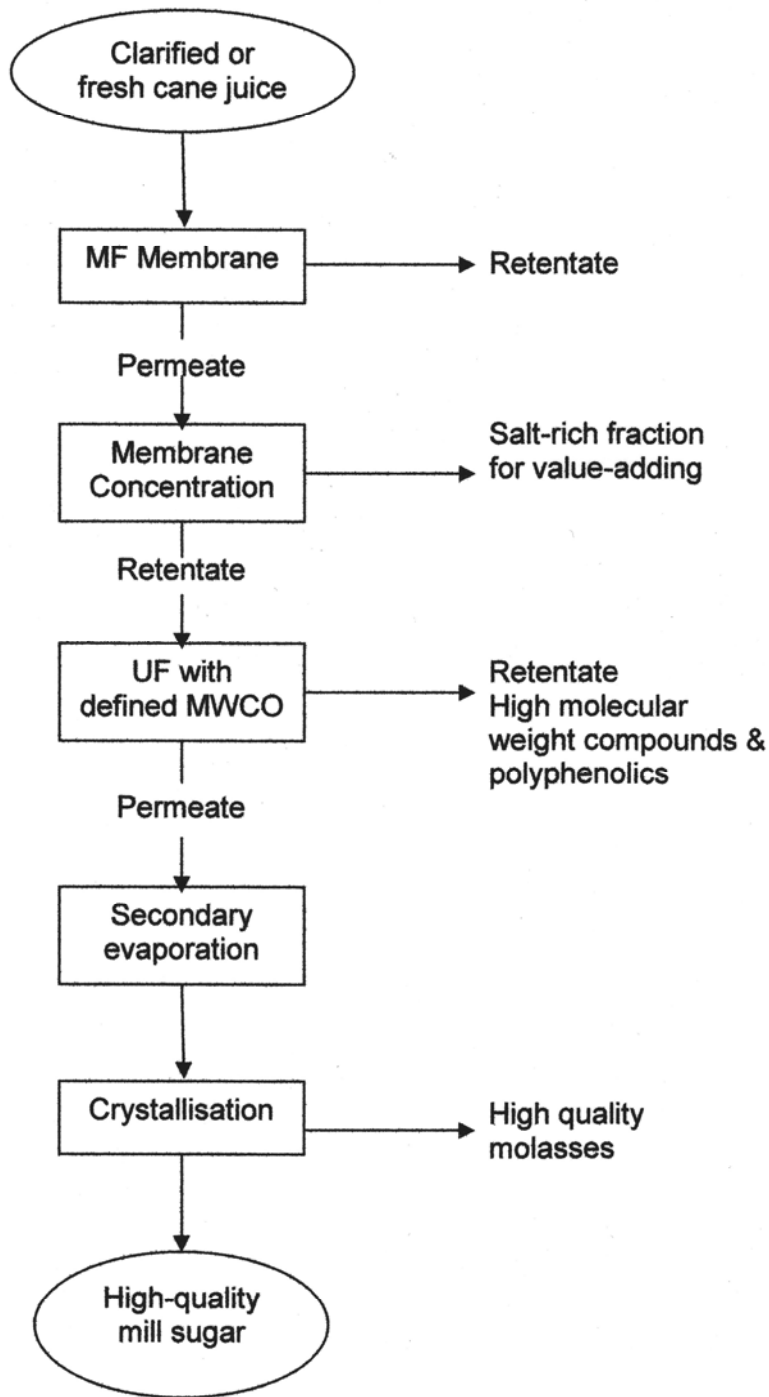 Clarified or
fresh cane juice
MF Membrane
Retentate
Permeate
Membrane
Concentration
Salt-rich fraction
for value-adding
Retentate
UF with
defined MWCO
Retentate
High molecular
weight compounds &
polyphenolics
Permeate
Secondary
evaporation
Crystallisation
High quality
molasses
High-quality
mill sugar